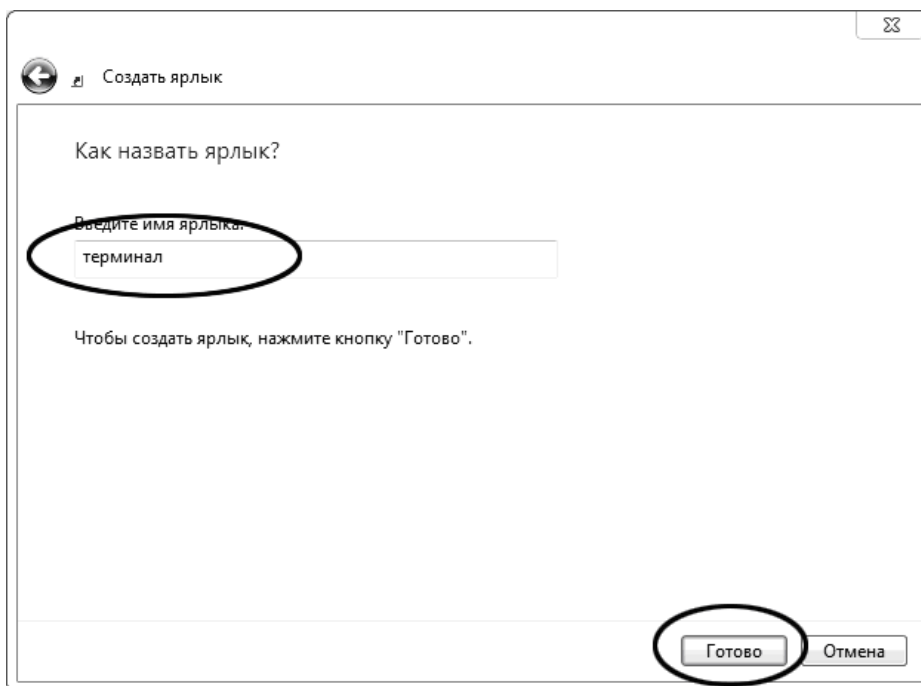 Создать ярлык
Как назвать ярлык?
Введите имя ярлыка:
терминал
Чтобы создать ярлык, нажмите кнопку "Готово".
Готово
Отмена